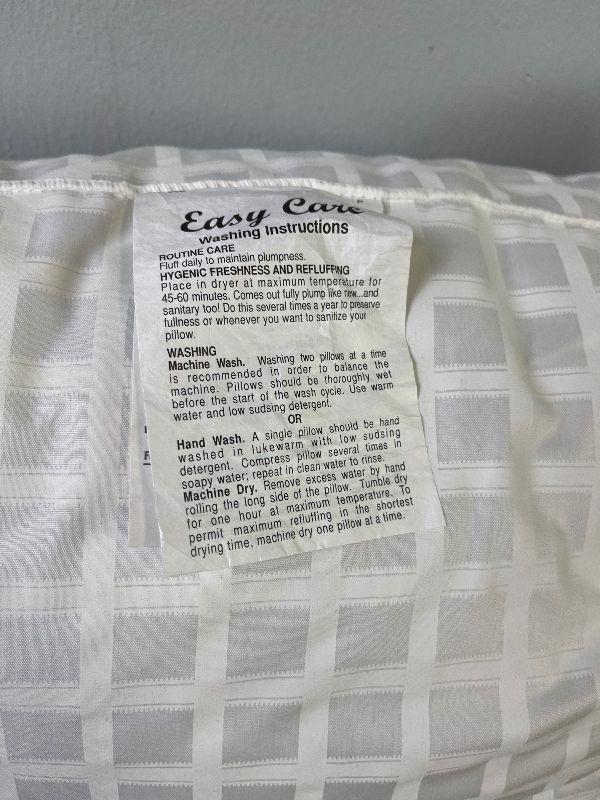 Easy Care
Washing Instructions
ROUTINE CARE
Fluff daily to maintain plumpness.
HYGENIC FRESHNESS AND REFLUFFING
Place in dryer at maximum temperature for
45-60 minutes. Comes out fully plump like new...and
sanitary too! Do this several times a year to preserve
fullness or whenever you want to sanitize your
pillow.
WASHING
Machine Wash. Washing two pillows at a time
is recommended in order to balance the
machine. Pillows should be thoroughly wet
before the start of the wash cycle. Use warm
water and low sudsing detergent.
OR
Hand Wash. A single pillow should be hand
washed in lukewarm with low sudsing
detergent. Compress pillow several times in
soapy water; repeat in clean water to rinse.
Machine Dry. Remove excess water by hand
rolling the long side of the pillow. Tumble dry
for one hour at maximum temperature. To
permit maximum refluffing in the shortest
drying time, machine dry one pillow at a time.